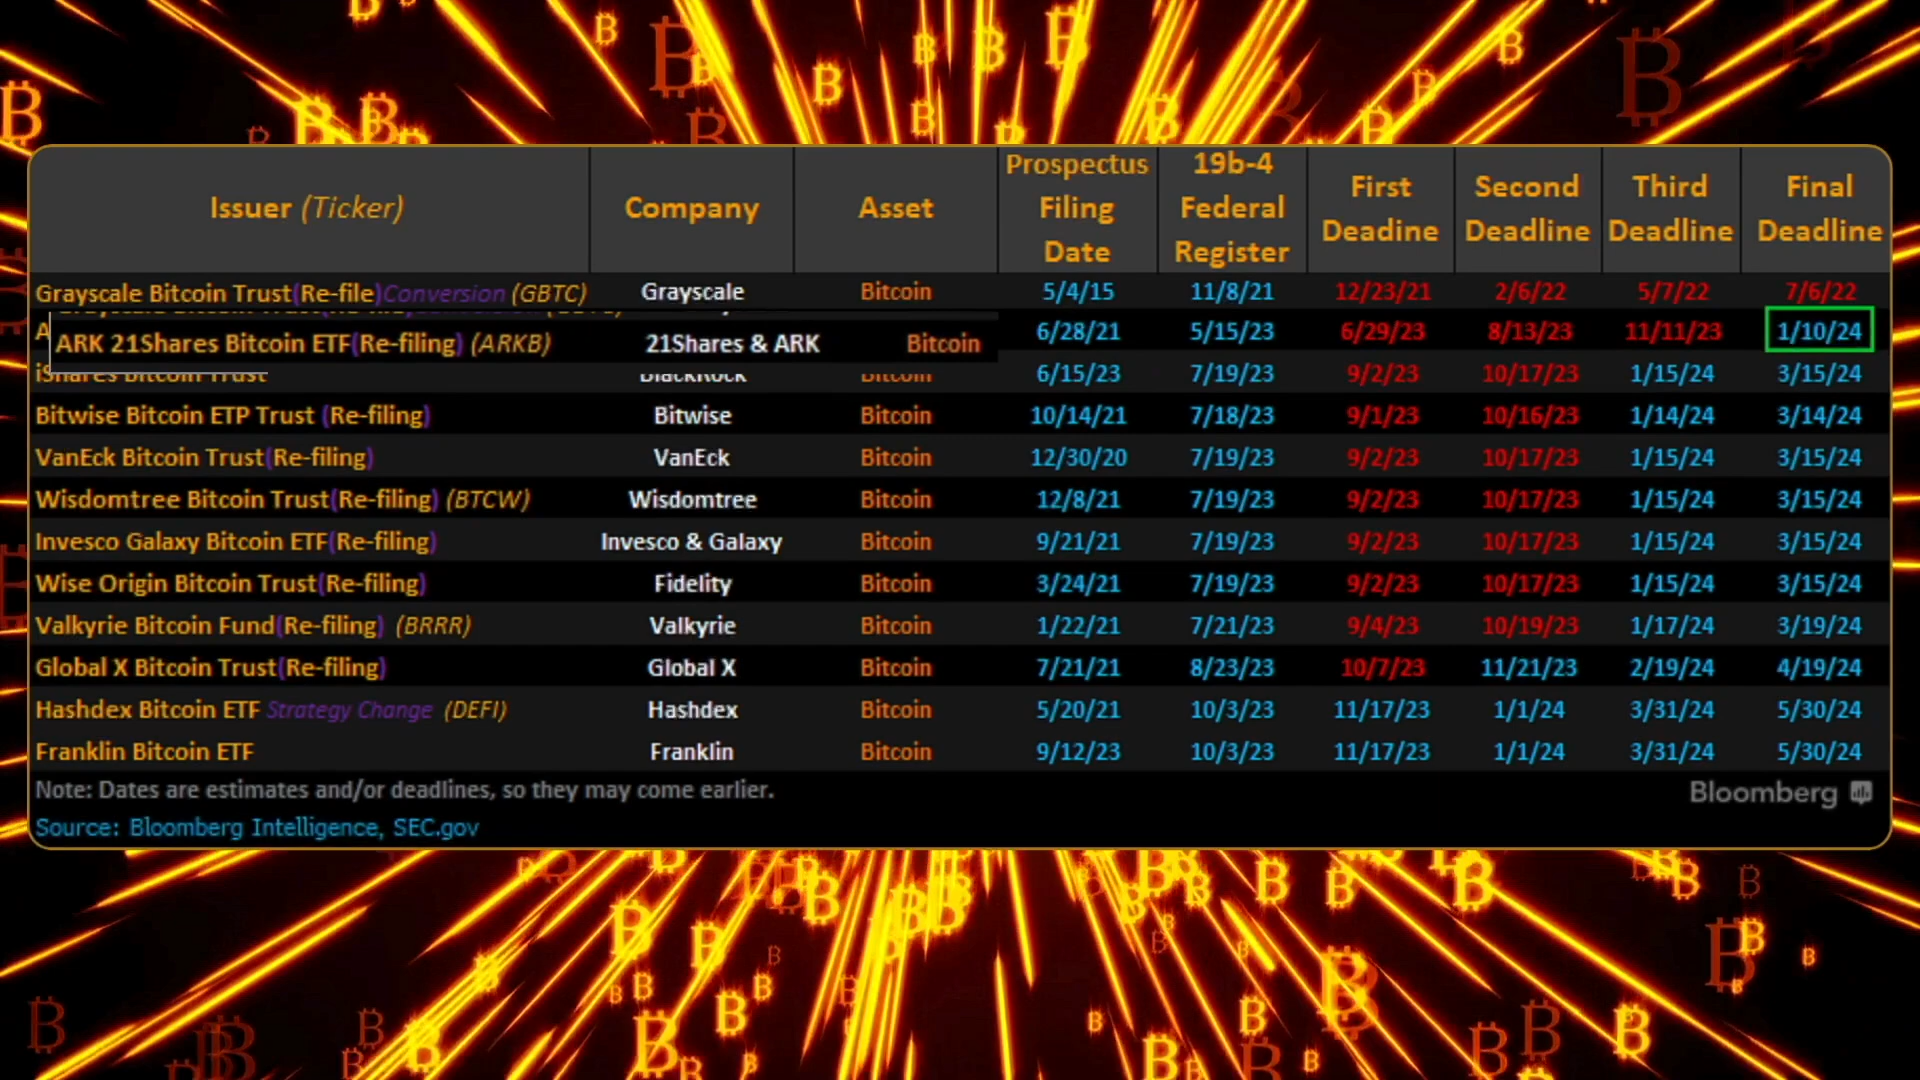 Issuer (Ticker) Company Asset Prospectus Filing Date 19b-4 Federal Register First Deadine Second Deadline Third Deadline Final Deadline
Grayscale Bitcoin Trust(Re-file)Conversion (GBTC) Grayscale Bitcoin 5/4/15 11/8/21 12/23/21 2/6/22 5/7/22 7/6/22
ARK 21Shares Bitcoin ETF(Re-filing) (ARKB) 21Shares & ARK Bitcoin 6/28/21 5/15/23 6/29/23 8/13/23 11/11/23 1/10/24
iShares Bitcoin Trust BlackRock Bitcoin 6/15/23 7/19/23 9/2/23 10/17/23 1/15/24 3/15/24
Bitwise Bitcoin ETP Trust (Re-filing) Bitwise Bitcoin 10/14/21 7/18/23 9/1/23 10/16/23 1/14/24 3/14/24
VanEck Bitcoin Trust(Re-filing) VanEck Bitcoin 12/30/20 7/19/23 9/2/23 10/17/23 1/15/24 3/15/24
Wisdomtree Bitcoin Trust(Re-filing) (BTCW) Wisdomtree Bitcoin 12/8/21 7/19/23 9/2/23 10/17/23 1/15/24 3/15/24
Invesco Galaxy Bitcoin ETF(Re-filing) Invesco & Galaxy Bitcoin 9/21/21 7/19/23 9/2/23 10/17/23 1/15/24 3/15/24
Wise Origin Bitcoin Trust(Re-filing) Fidelity Bitcoin 3/24/21 7/19/23 9/2/23 10/17/23 1/15/24 3/15/24
Valkyrie Bitcoin Fund(Re-filing) (BRRR) Valkyrie Bitcoin 1/22/21 7/21/23 9/4/23 10/19/23 1/17/24 3/19/24
Global X Bitcoin Trust(Re-filing) Global X Bitcoin 7/21/21 8/23/23 10/7/23 11/21/23 2/19/24 4/19/24
Hashdex Bitcoin ETF Strategy Change (DEFI) Hashdex Bitcoin 5/20/21 10/3/23 11/17/23 1/1/24 3/31/24 5/30/24
Franklin Bitcoin ETF Franklin Bitcoin 9/12/23 10/3/23 11/17/23 1/1/24 3/31/24 5/30/24
Note: Dates are estimates and/or deadlines, so they may come earlier.
Bloomberg
Source: Bloomberg Intelligence, SEC.gov